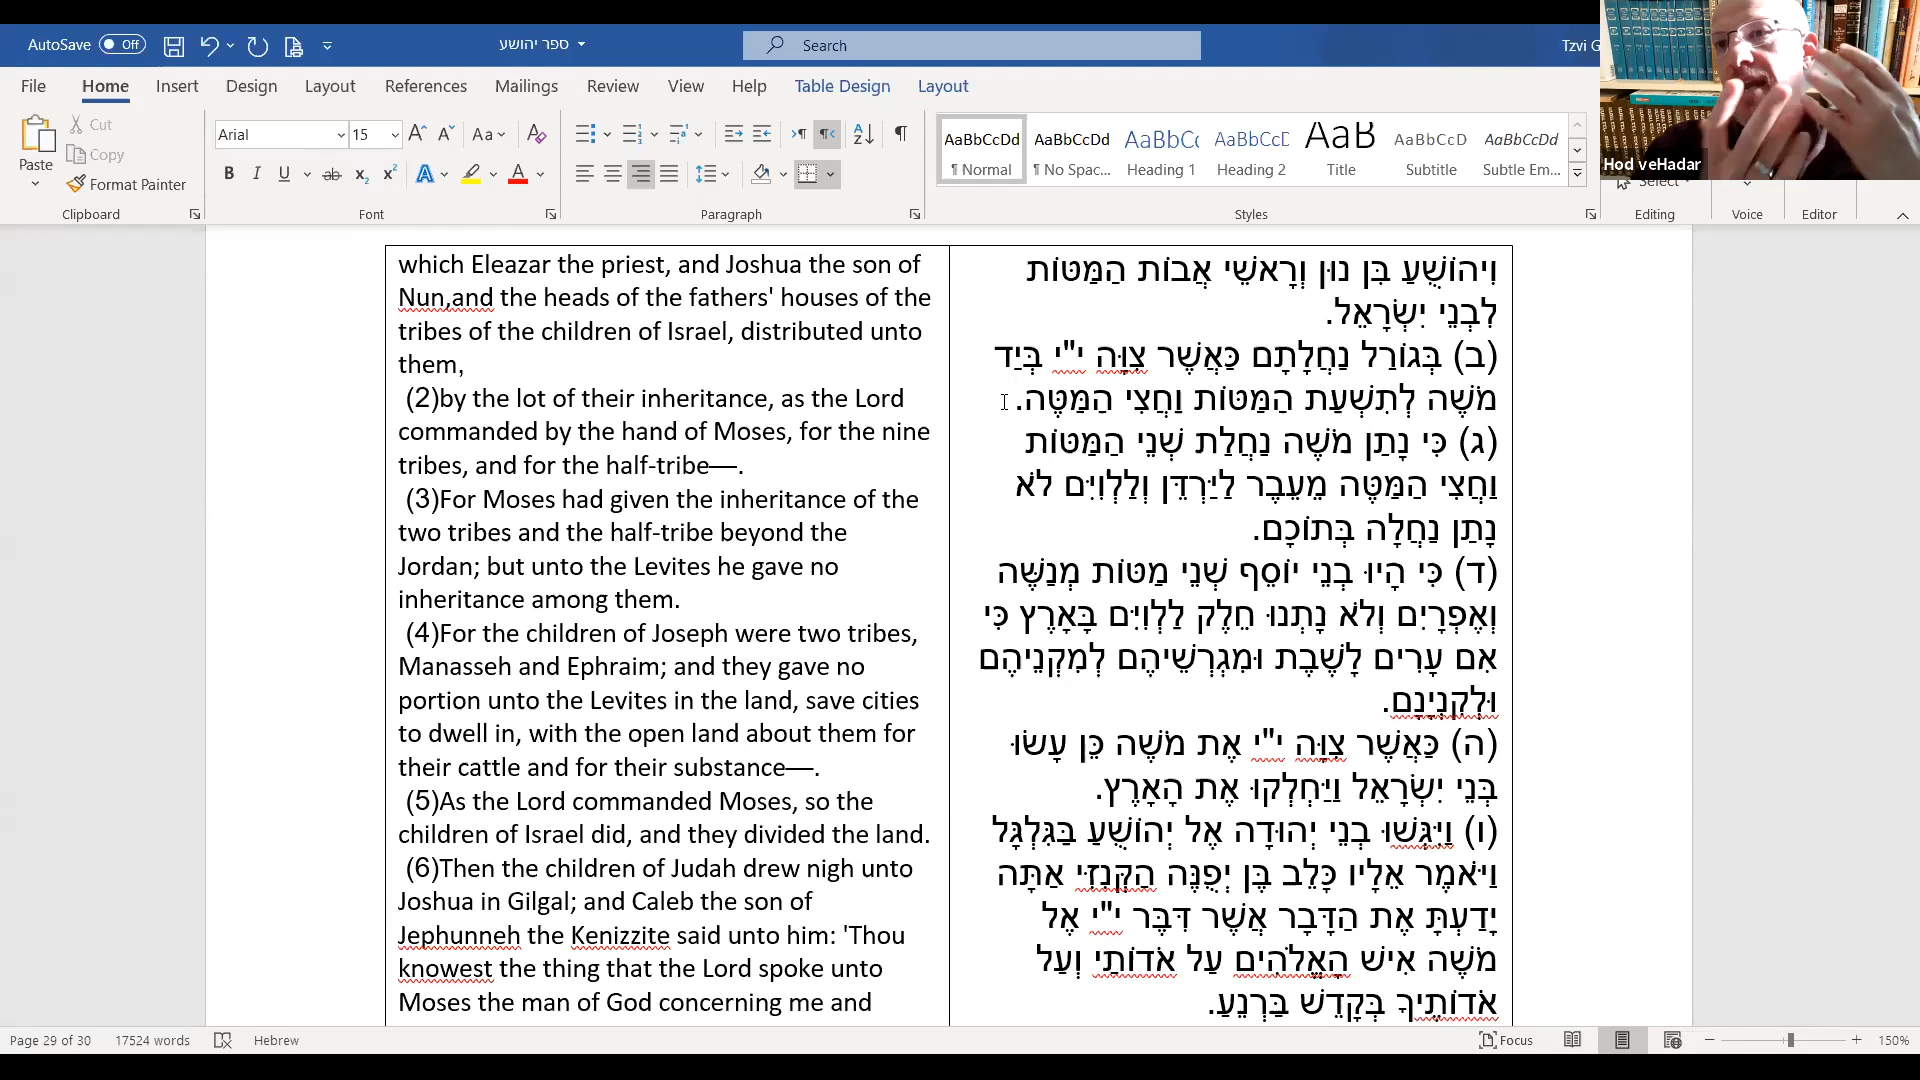 AutoSave Off ספר יהושע Search Tzvi G
File Home Insert Design Layout References Mailings Review View Help Table Design Layout
Paste Cut Copy Format Painter Clipboard
Arial 15 Font
Paragraph
AaBbCcDd AaBbCcDd AaBbCc AaBbCcD AaB AaBbCcD AaBbCcDd
¶ Normal ¶ No Spac... Heading 1 Heading 2 Title Subtitle Subtle Em...
Styles
Hod veHadar
Select
Editing Voice Editor
which Eleazar the priest, and Joshua the son of
Nun,and the heads of the fathers' houses of the
tribes of the children of Israel, distributed unto
them,
(2)by the lot of their inheritance, as the Lord
commanded by the hand of Moses, for the nine
tribes, and for the half-tribe—.
(3)For Moses had given the inheritance of the
two tribes and the half-tribe beyond the
Jordan; but unto the Levites he gave no
inheritance among them.
(4)For the children of Joseph were two tribes,
Manasseh and Ephraim; and they gave no
portion unto the Levites in the land, save cities
to dwell in, with the open land about them for
their cattle and for their substance—.
(5)As the Lord commanded Moses, so the
children of Israel did, and they divided the land.
(6)Then the children of Judah drew nigh unto
Joshua in Gilgal; and Caleb the son of
Jephunneh the Kenizzite said unto him: 'Thou
knowest the thing that the Lord spoke unto
Moses the man of God concerning me and
וִיהוֹשֻׁעַ בִּן נוּן וְרָאשֵׁי אֲבוֹת הַמַּטּוֹת
לִבְנֵי יִשְׂרָאֵל.
(ב) בְּגוֹרַל נַחֲלָתָם כַּאֲשֶׁר צִוָּה י"י בְּיַד
מֹשֶׁה לְתִשְׁעַת הַמַּטּוֹת וַחֲצִי הַמַּטֶּה.
(ג) כִּי נָתַן מֹשֶׁה נַחֲלַת שְׁנֵי הַמַּטּוֹת
וַחֲצִי הַמַּטֶּה מֵעֵבֶר לַיַּרְדֵּן וְלַלְוִיִּם לֹא
נָתַן נַחֲלָה בְּתוֹכָם.
(ד) כִּי הָיוּ בְנֵי יוֹסֵף שְׁנֵי מַטּוֹת מְנַשֶּׁה
וְאֶפְרָיִם וְלֹא נָתְנוּ חֵלֶק לַלְוִיִּם בָּאָרֶץ כִּי
אִם עָרִים לָשֶׁבֶת וּמִגְרְשֵׁיהֶם לְמִקְנֵיהֶם
וּלְקִנְיָנָם.
(ה) כַּאֲשֶׁר צִוָּה י"י אֶת מֹשֶׁה כֵּן עָשׂוּ
בְּנֵי יִשְׂרָאֵל וַיַּחְלְקוּ אֶת הָאָרֶץ.
(ו) וַיִּגְּשׁוּ בְנֵי יְהוּדָה אֶל יְהוֹשֻׁעַ בַּגִּלְגָּל
וַיֹּאמֶר אֵלָיו כָּלֵב בֶּן יְפֻנֶּה הַקְּנִזִּי אַתָּה
יָדַעְתָּ אֶת הַדָּבָר אֲשֶׁר דִּבֶּר י"י אֶל
מֹשֶׁה אִישׁ הָאֱלֹהִים עַל אֹדוֹתַי וְעַל
אֹדוֹתֶיךָ בְּקָדֵשׁ בַּרְנֵעַ.
Page 29 of 30 17524 words Hebrew Focus 150%